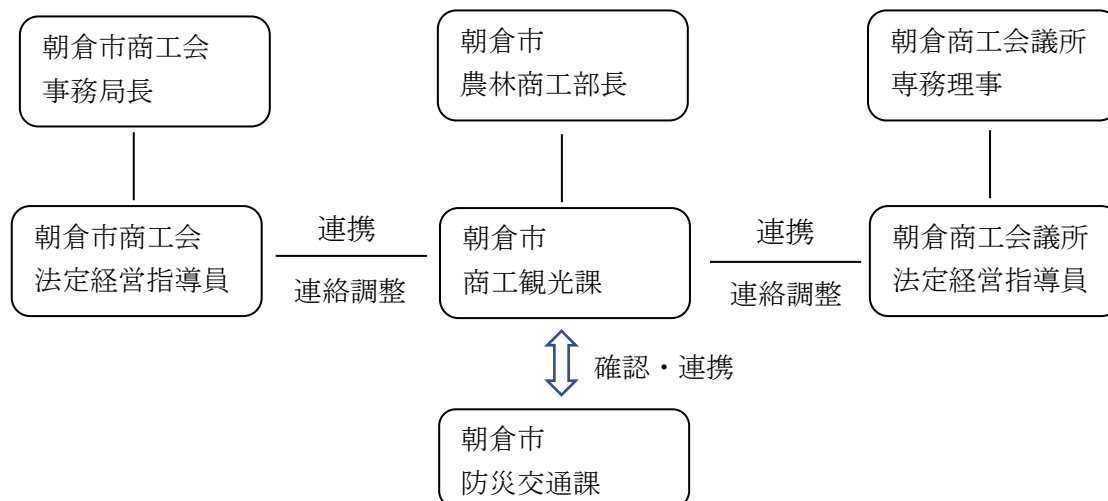 朝倉市商工会
事務局長
朝倉市
農林商工部長
朝倉商工会議所
専務理事
朝倉市商工会
法定経営指導員
連携
連絡調整
朝倉市
商工観光課
連携
連絡調整
朝倉商工会議所
法定経営指導員
確認・連携
朝倉市
防災交通課